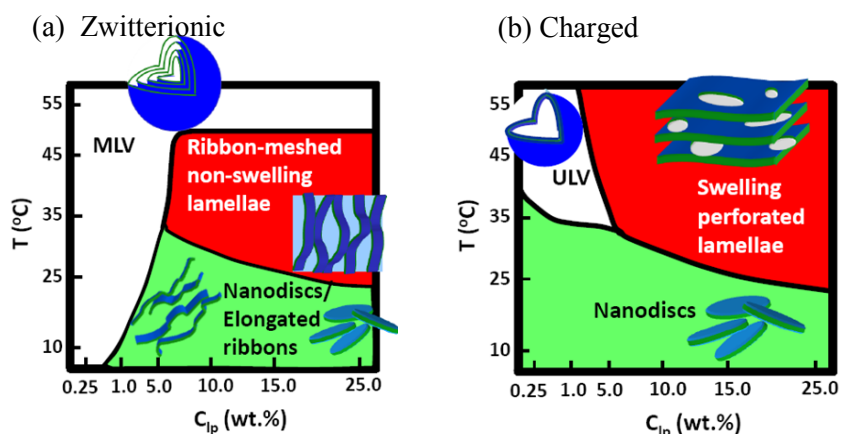 (a) Zwitterionic
55
45
35
25
10
T (°C)
MLV
Ribbon-meshed
non-swelling
lamellae
Nanodiscs/
Elongated
ribbons
0.25 1.0 5.0 10.0 15.0 25.0
C_lp (wt.%)
(b) Charged
55
45
35
25
10
T (°C)
ULV
Swelling
perforated
lamellae
Nanodiscs
0.25 1.0 5.0 10.0 15.0 25.0
C_lp (wt.%)